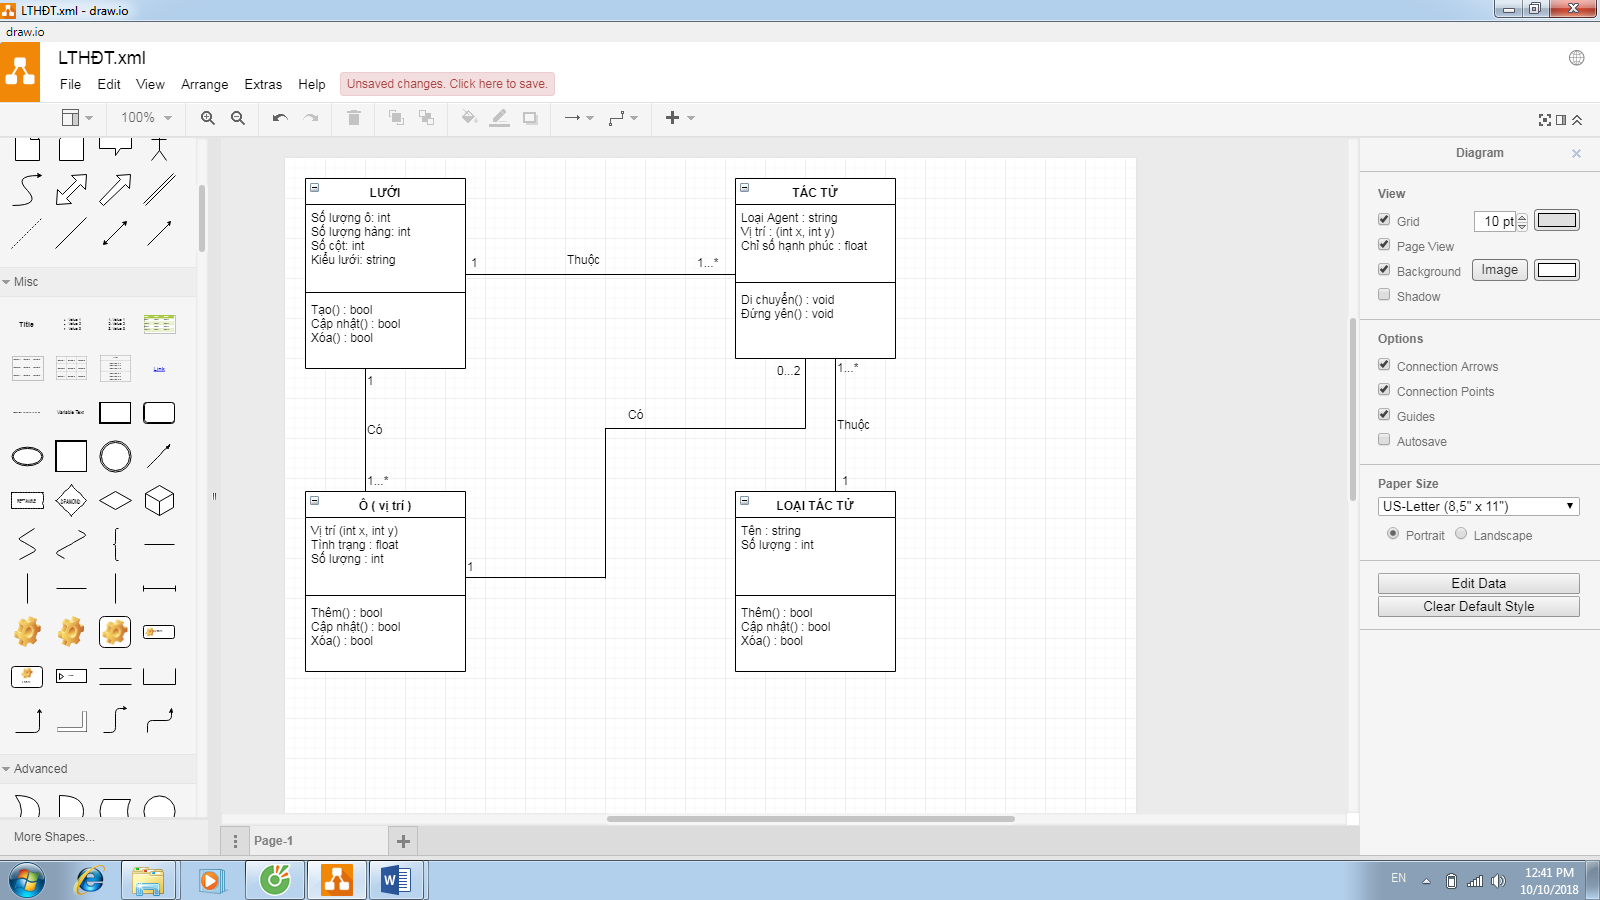 LTHĐT.xml - draw.io
draw.io
LTHĐT.xml
File Edit View Arrange Extras Help
Unsaved changes. Click here to save.
100%
Misc
Title
Variable Text
Link
RECTANGLE
DIAMOND
Advanced
More Shapes...
LƯỚI
Số lượng ô: int
Số lượng hàng: int
Số cột: int
Kiểu lưới: string
Tạo() : bool
Cập nhật() : bool
Xóa() : bool
1
Thuộc
1...*
TÁC TỬ
Loại Agent : string
Vị trí : (int x, int y)
Chỉ số hạnh phúc : float
Di chuyển() : void
Đứng yên() : void
1
Có
1...*
0...2
Có
1
1...*
Thuộc
1
Ô ( vị trí )
Vị trí (int x, int y)
Tình trạng : float
Số lượng : int
Thêm() : bool
Cập nhật() : bool
Xóa() : bool
LOẠI TÁC TỬ
Tên : string
Số lượng : int
Thêm() : bool
Cập nhật() : bool
Xóa() : bool
Page-1
Diagram
View
Grid
10 pt
Page View
Background
Image
Shadow
Options
Connection Arrows
Connection Points
Guides
Autosave
Paper Size
US-Letter (8,5" x 11")
Portrait
Landscape
Edit Data
Clear Default Style
EN
12:41 PM
10/10/2018